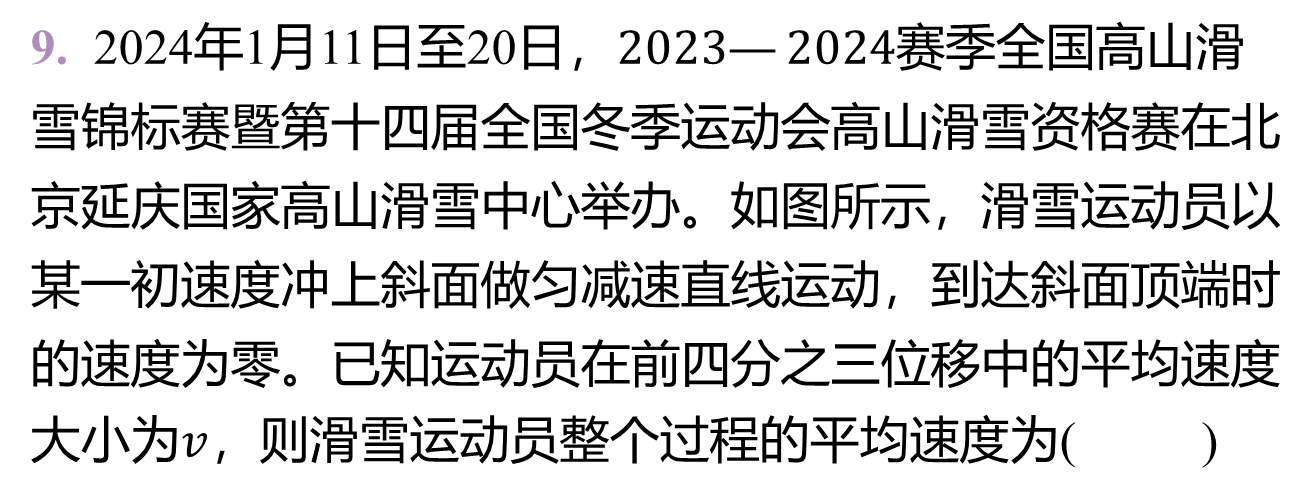 9. 2024年1月11日至20日，2023— 2024赛季全国高山滑
雪锦标赛暨第十四届全国冬季运动会高山滑雪资格赛在北
京延庆国家高山滑雪中心举办。如图所示，滑雪运动员以
某一初速度冲上斜面做匀减速直线运动，到达斜面顶端时
的速度为零。已知运动员在前四分之三位移中的平均速度
大小为v，则滑雪运动员整个过程的平均速度为(  )